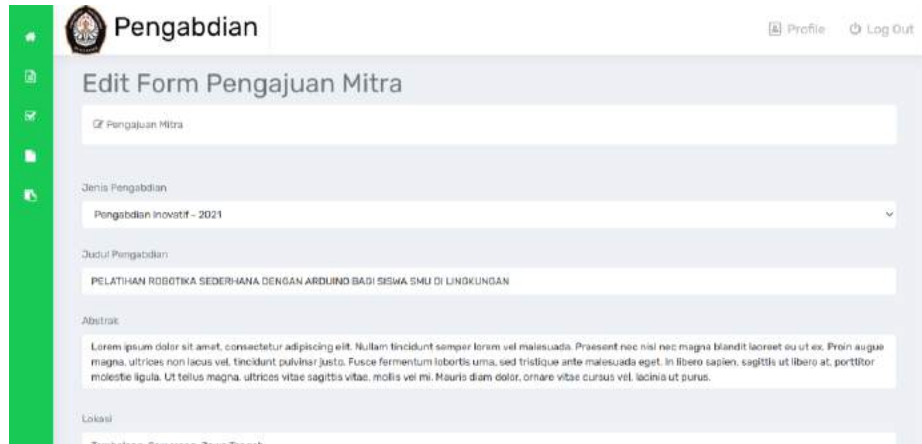 Pengabdian
Profile
Log Out
Edit Form Pengajuan Mitra
Pengajuan Mitra
Jenis Pengabdian
Pengabdian Inovatif - 2021
Judul Pengabdian
PELATIHAN ROBOTIKA SEDERHANA DENGAN ARDUINO BAGI SISWA SMU DI LINGKUNGAN
Abstrak
Lorem ipsum dolor sit amet, consectetur adipiscing elit. Nullam tincidunt semper lorem vel malesuada. Praesent nec nisl nec magna blandit laoreet eu ut ex. Proin augue
magna, ultrices non lacus vel, tincidunt pulvinar justo. Fusce fermentum lobortis urna, sed tristique ante malesuada eget. In libero sapien, sagittis ut libero at, porttitor
molestie ligula. Ut tellus magna, ultrices vitae sagittis vitae, mollis vel mi. Mauris diam dolor, ornare vitae cursus vel, lacinia ut purus.
Lokasi